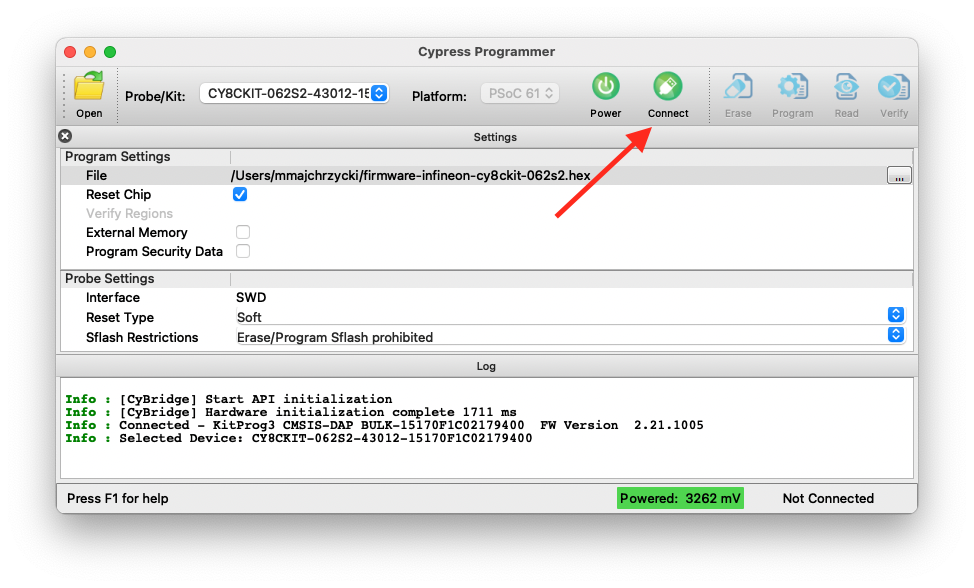 Cypress Programmer
Open
Probe/Kit:
CY8CKIT-062S2-43012-15
Platform:
PSoC 61
Power
Connect
Erase
Program
Read
Verify
Settings
Program Settings
File /Users/mmajchrzycki/firmware-infineon-cy8ckit-062s2.hex ...
Reset Chip
Verify Regions
External Memory
Program Security Data
Probe Settings
Interface SWD
Reset Type Soft
Sflash Restrictions Erase/Program Sflash prohibited
Log
Info : [CyBridge] Start API initialization
Info : [CyBridge] Hardware initialization complete 1711 ms
Info : Connected - KitProg3 CMSIS-DAP BULK-15170F1C02179400 FW Version 2.21.1005
Info : Selected Device: CY8CKIT-062S2-43012-15170F1C02179400
Press F1 for help
Powered: 3262 mV
Not Connected